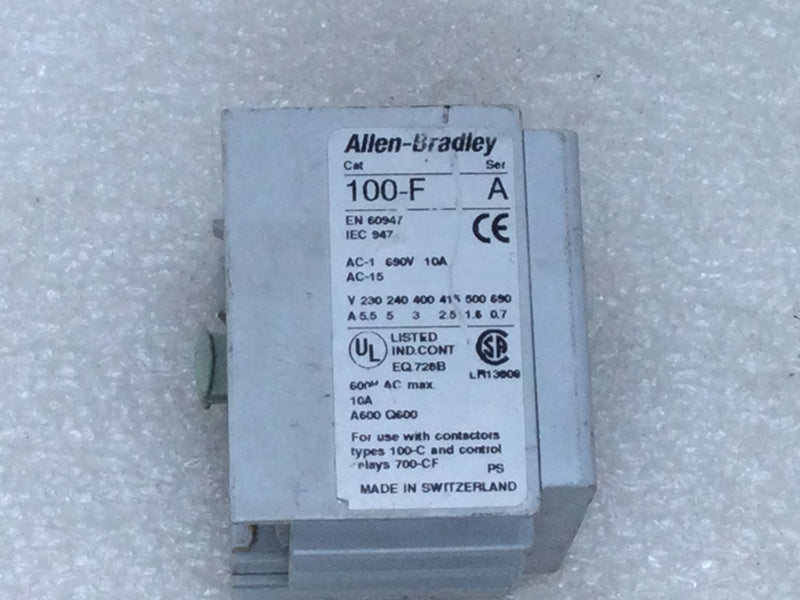 Allen-Bradley
Cat Ser
100-F A
EN 60947
IEC 947
CE
AC-1 690V 10A
AC-15
V 230 240 400 415 500 690
A 5.5 5 3 2.5 1.6 0.7
UL LISTED
IND.CONT
EQ.728B
SA
LR13908
600V AC max.
10A
A600 Q600
For use with contactors
types 100-C and control
relays 700-CF
PS
MADE IN SWITZERLAND